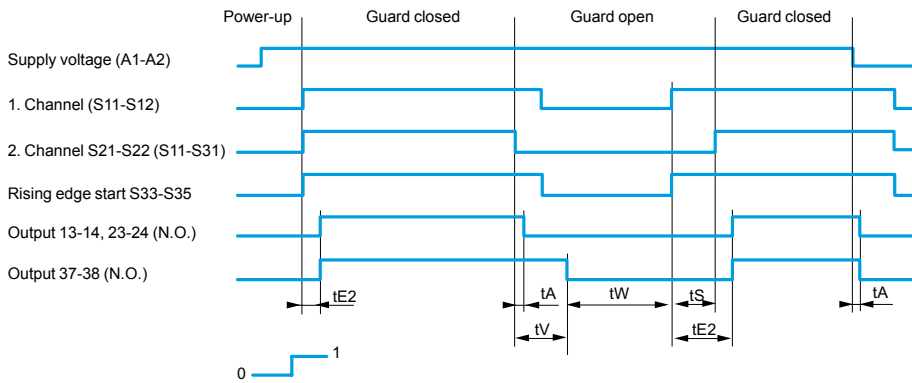 Power-up Guard closed Guard open Guard closed
Supply voltage (A1-A2)
1. Channel (S11-S12)
2. Channel S21-S22 (S11-S31)
Rising edge start S33-S35
Output 13-14, 23-24 (N.O.)
Output 37-38 (N.O.)
tE2 tA tW tS tA
tV tE2
0 1